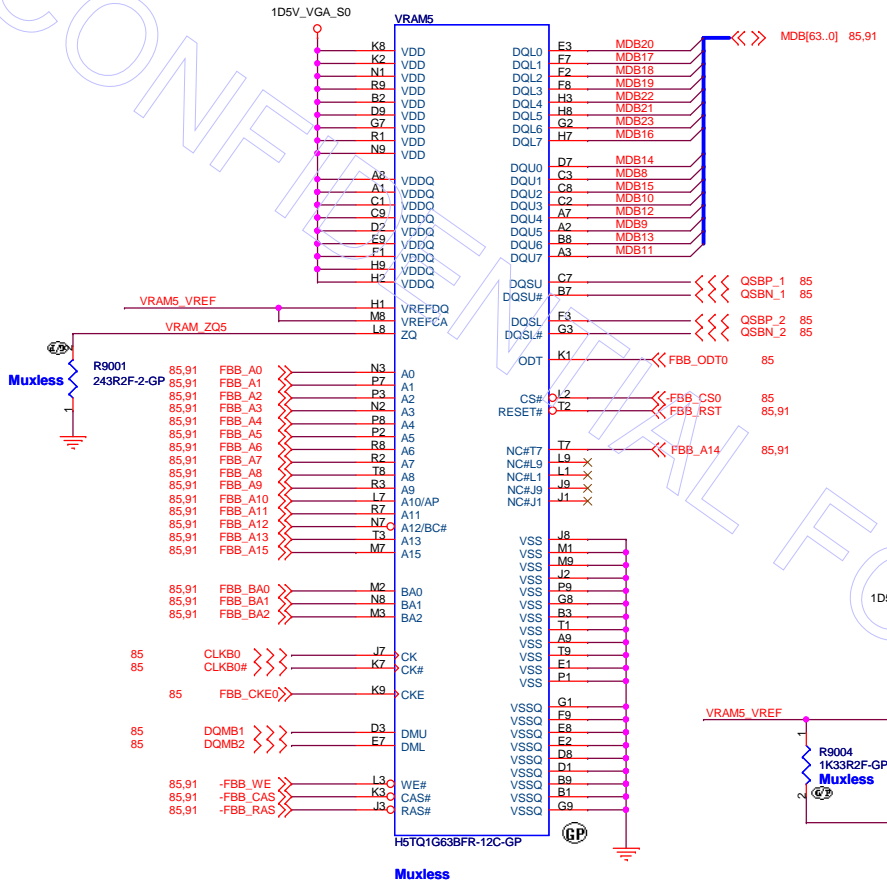 1D5V_VGA_S0
VRAM5
K8 VDD DQL0 E3 MDB20 MDB[63..0] 85,91
K2 VDD DQL1 F7 MDB17
N1 VDD DQL2 F2 MDB18
R9 VDD DQL3 F8 MDB19
B2 VDD DQL4 H3 MDB22
D9 VDD DQL5 H8 MDB21
G7 VDD DQL6 G2 MDB23
R1 VDD DQL7 H7 MDB16
N9 VDD
DQU0 D7 MDB14
A8 VDDQ DQU1 C3 MDB8
A1 VDDQ DQU2 C8 MDB15
C1 VDDQ DQU3 C2 MDB10
C9 VDDQ DQU4 A7 MDB12
D2 VDDQ DQU5 A2 MDB9
E9 VDDQ DQU6 B8 MDB13
F1 VDDQ DQU7 A3 MDB11
H9 VDDQ
H2 VDDQ DQSU C7 QSBP_1 85
DQSU# B7 QSBN_1 85
VRAM5_VREF H1 VREFDQ
M8 VREFCA DQSL F3 QSBP_2 85
VRAM_ZQ5 L8 ZQ DQSL# G3 QSBN_2 85
ODT K1 FBB_ODT0 85
R9001
243R2F-2-GP
Muxless
1
85,91 FBB_A0 N3 A0
85,91 FBB_A1 P7 A1
85,91 FBB_A2 P3 A2 CS# L2 -FBB_CS0 85
85,91 FBB_A3 N2 A3 RESET# T2 FBB_RST 85,91
85,91 FBB_A4 P8 A4
85,91 FBB_A5 P2 A5
85,91 FBB_A6 R8 A6 NC#T7 T7 FBB_A14 85,91
85,91 FBB_A7 R2 A7 NC#L9 L9
85,91 FBB_A8 T8 A8 NC#L1 L1
85,91 FBB_A9 R3 A9 NC#J9 J9
85,91 FBB_A10 L7 A10/AP NC#J1 J1
85,91 FBB_A11 R7 A11
85,91 FBB_A12 N7 A12/BC#
85,91 FBB_A13 T3 A13 VSS J8
85,91 FBB_A15 M7 A15 VSS M1
VSS M9
VSS J2
85,91 FBB_BA0 M2 BA0 VSS P9
85,91 FBB_BA1 N8 BA1 VSS G8
85,91 FBB_BA2 M3 BA2 VSS B3
VSS T1
VSS A9
85 CLKB0 J7 CK VSS T9
85 CLKB0# K7 CK# VSS E1
VSS P1
85 FBB_CKE0 K9 CKE
VSSQ G1
VSSQ F9
85 DQMB1 D3 DMU VSSQ E8
85 DQMB2 E7 DML VSSQ E2
VSSQ D8
VSSQ D1
85,91 -FBB_WE L3 WE# VSSQ B9
85,91 -FBB_CAS K3 CAS# VSSQ B1
85,91 -FBB_RAS J3 RAS# VSSQ G9
H5TQ1G63BFR-12C-GP
GP
Muxless
VRAM5_VREF
1
R9004
1K33R2F-GP
Muxless
2
1D5
CONFIDENTIAL FO